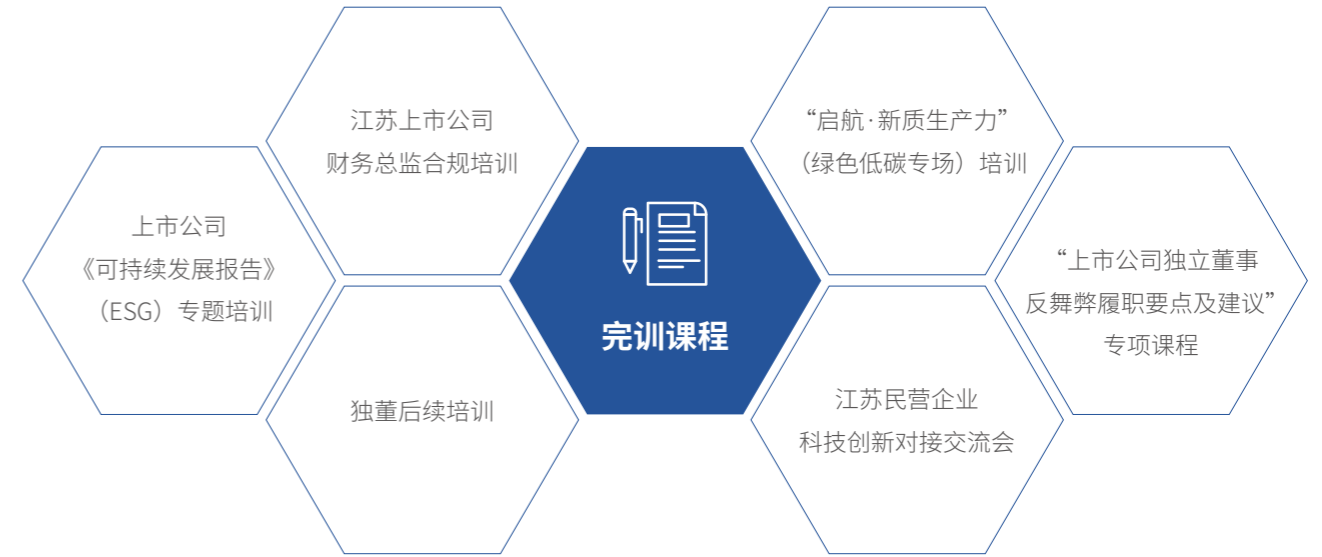 江苏上市公司
财务总监合规培训
“启航·新质生产力”
（绿色低碳专场）培训
上市公司
《可持续发展报告》
（ESG）专题培训
完训课程
“上市公司独立董事
反舞弊履职要点及建议”
专项课程
独董后续培训
江苏民营企业
科技创新对接交流会